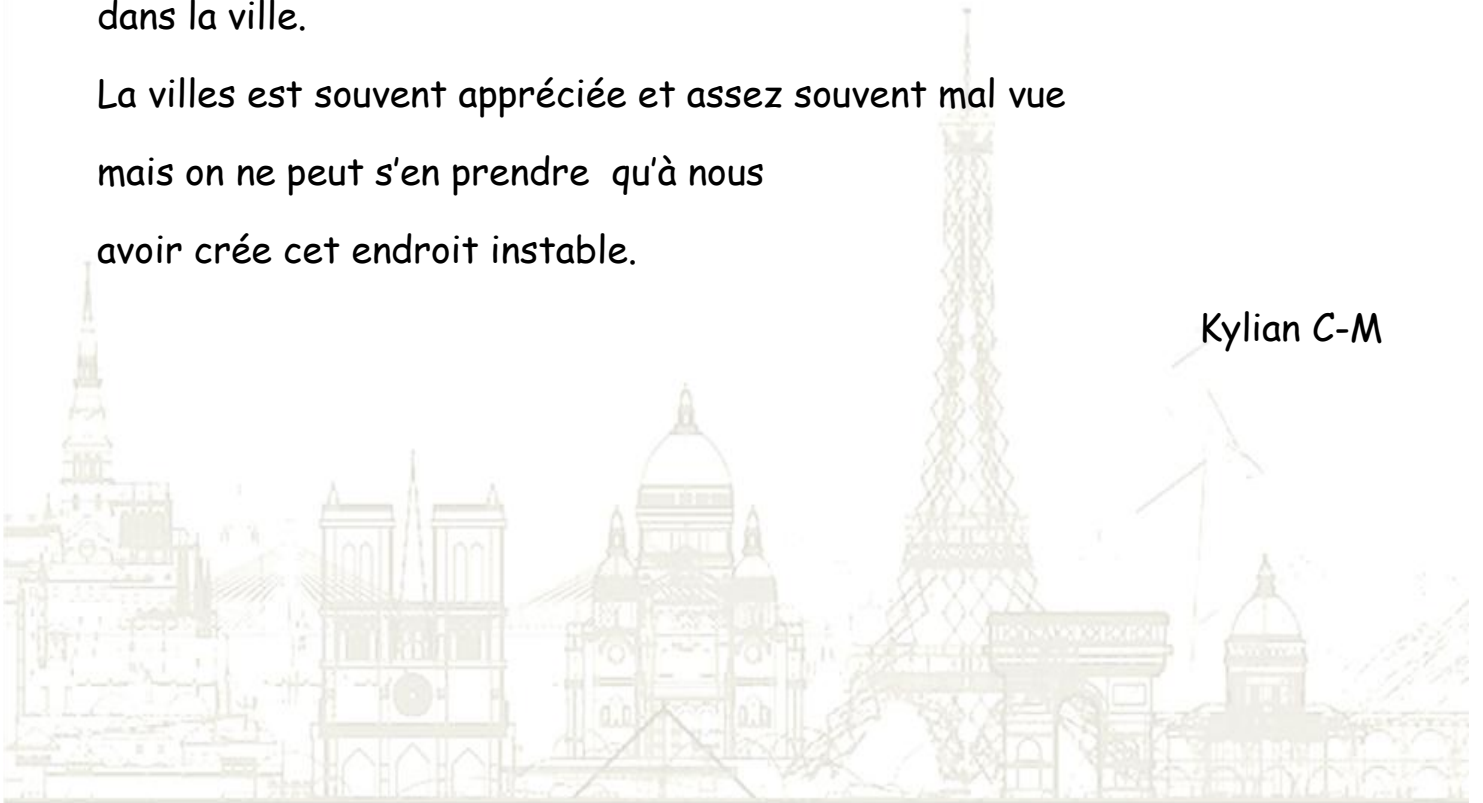 dans la ville.
La villes est souvent appréciée et assez souvent mal vue
mais on ne peut s'en prendre  qu'à nous
avoir crée cet endroit instable.
Kylian C-M